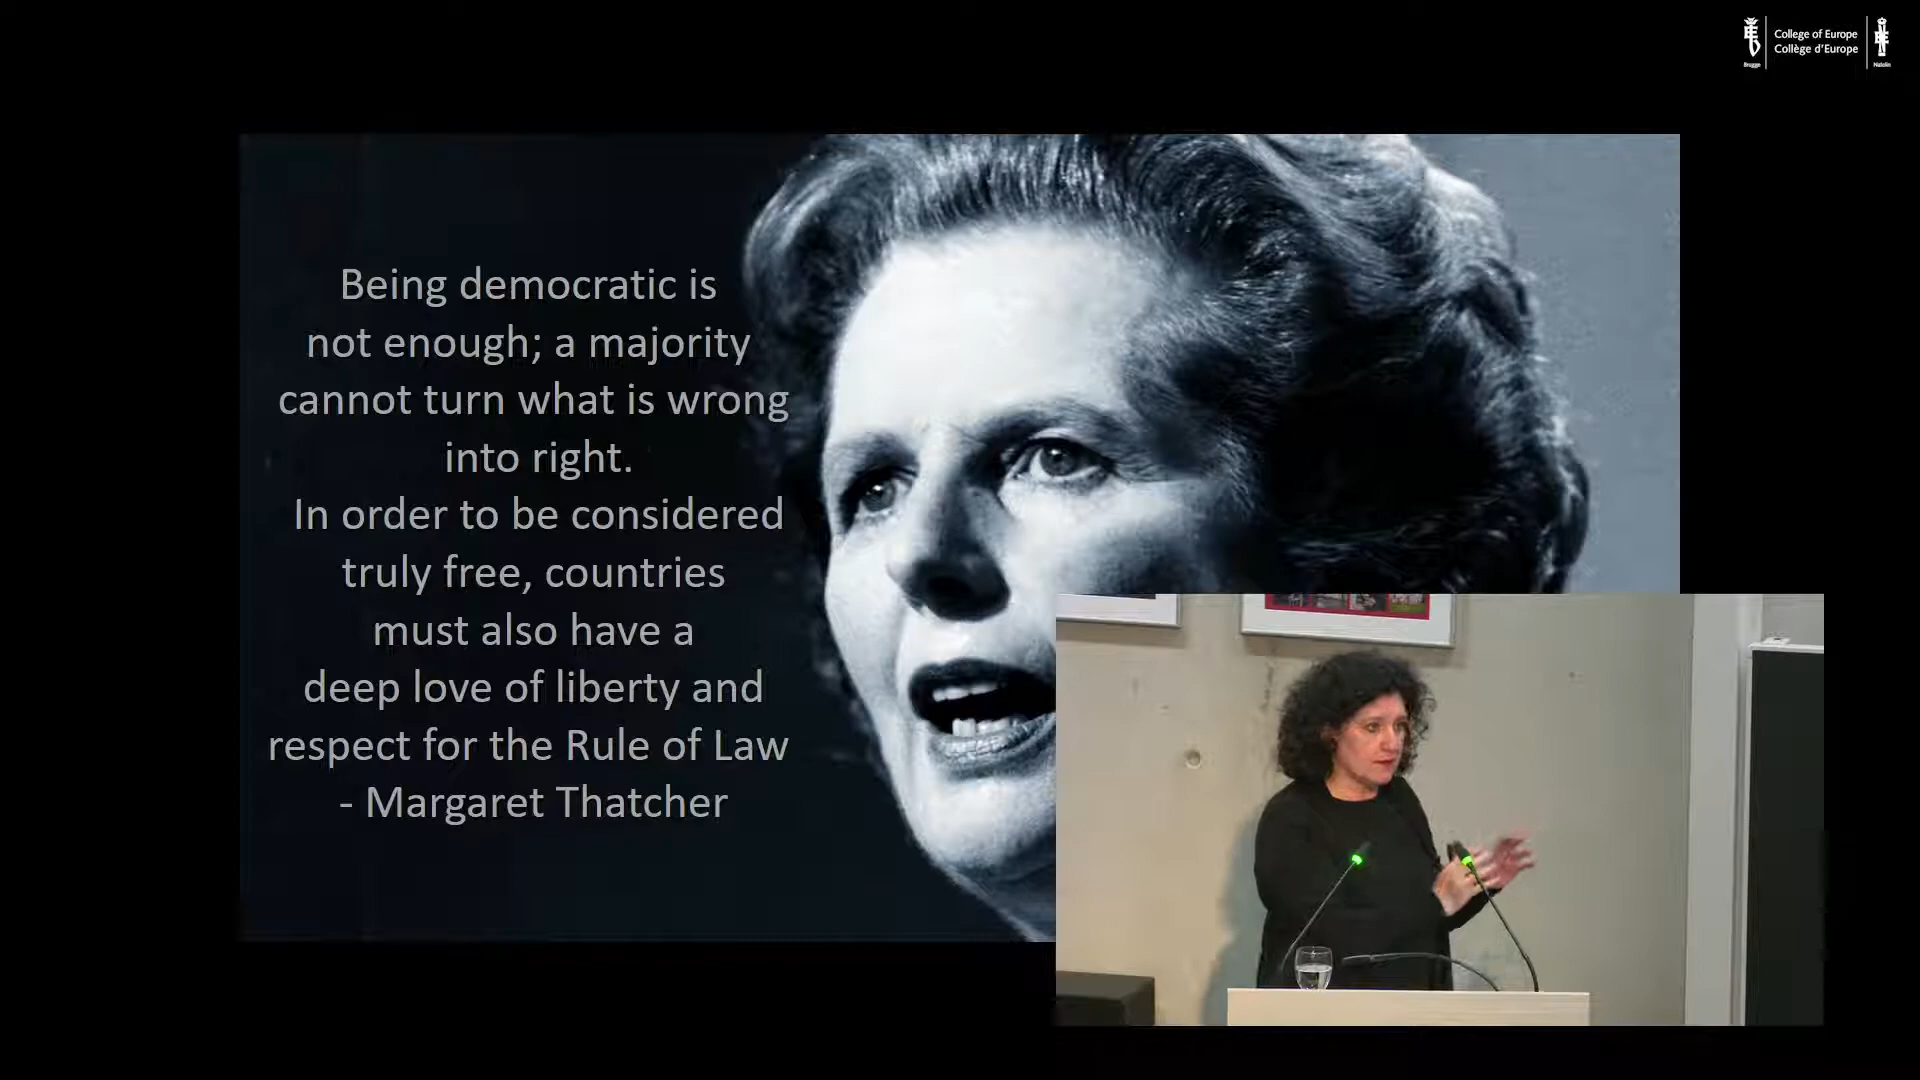 College of Europe
Collège d'Europe
Brugge
Natolin
Being democratic is
not enough; a majority
cannot turn what is wrong
into right.
In order to be considered
truly free, countries
must also have a
deep love of liberty and
respect for the Rule of Law
- Margaret Thatcher